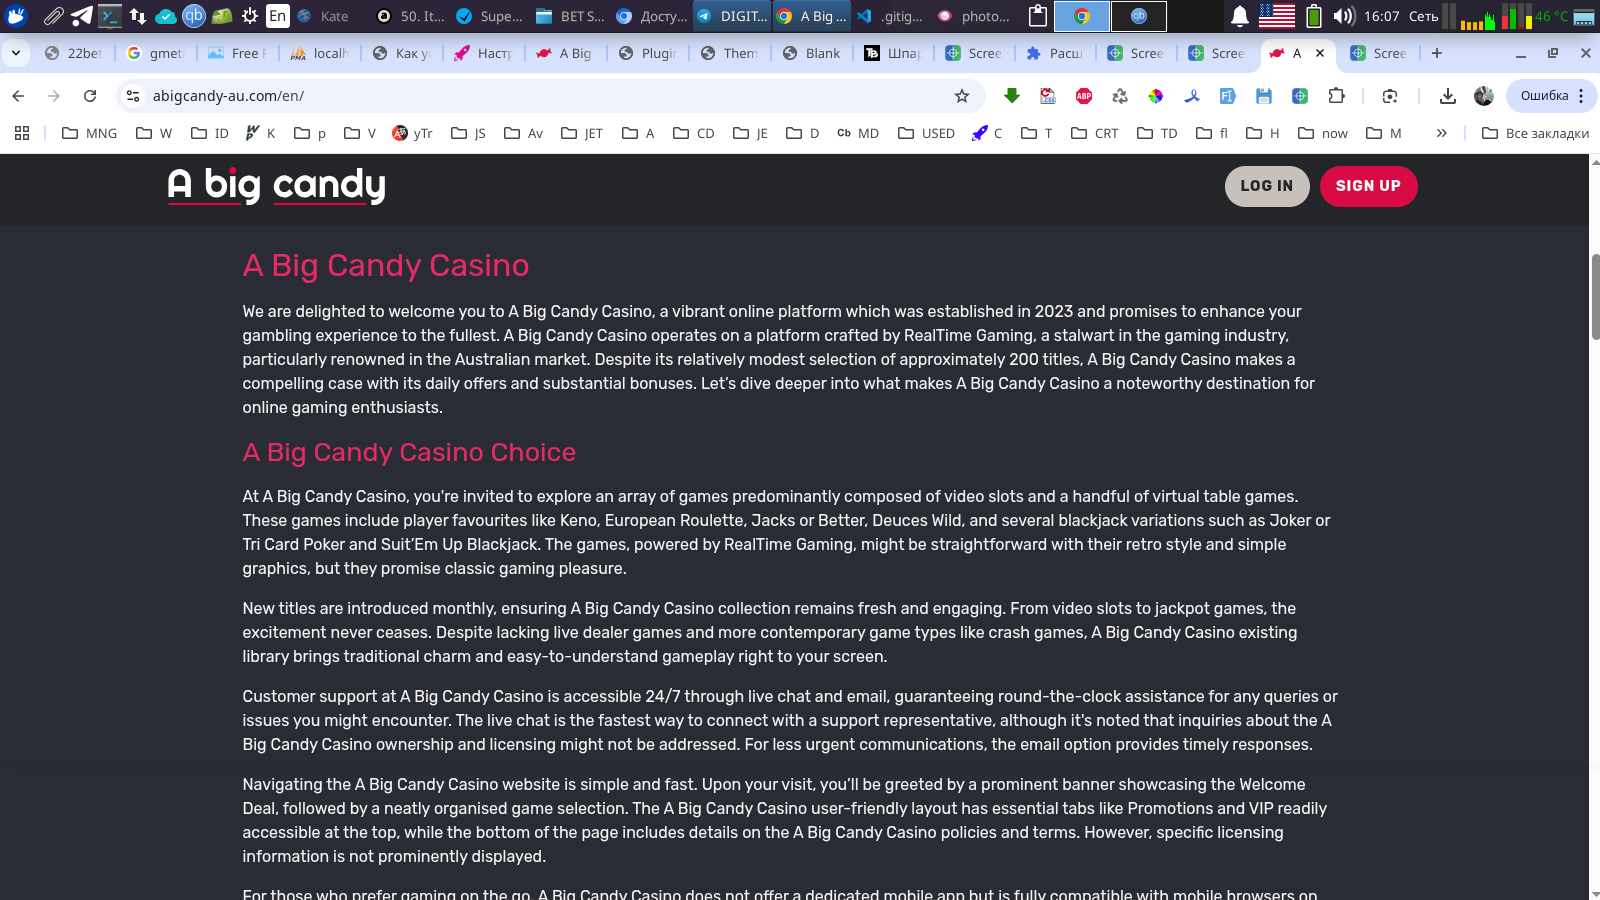 En
Kate
50. It...
Supe...
BET S...
Досту...
DIGIT...
A Big ...
.gitig...
photo...
16:07
Сеть
46 °C
22bet
gmet
Free F
localh
Как у
Настр
A Big
Plugi
Them
Blank
Шпар
Scree
Расш
Scree
Scree
A
Scree
abigcandy-au.com/en/
Ошибка
MNG
W
ID
K
p
V
yTr
JS
Av
JET
A
CD
JE
D
Cb MD
USED
C
T
CRT
TD
fl
H
now
M
Все закладки
A big candy
LOG IN
SIGN UP
A Big Candy Casino
We are delighted to welcome you to A Big Candy Casino, a vibrant online platform which was established in 2023 and promises to enhance your
gambling experience to the fullest. A Big Candy Casino operates on a platform crafted by RealTime Gaming, a stalwart in the gaming industry,
particularly renowned in the Australian market. Despite its relatively modest selection of approximately 200 titles, A Big Candy Casino makes a
compelling case with its daily offers and substantial bonuses. Let’s dive deeper into what makes A Big Candy Casino a noteworthy destination for
online gaming enthusiasts.
A Big Candy Casino Choice
At A Big Candy Casino, you're invited to explore an array of games predominantly composed of video slots and a handful of virtual table games.
These games include player favourites like Keno, European Roulette, Jacks or Better, Deuces Wild, and several blackjack variations such as Joker or
Tri Card Poker and Suit’Em Up Blackjack. The games, powered by RealTime Gaming, might be straightforward with their retro style and simple
graphics, but they promise classic gaming pleasure.
New titles are introduced monthly, ensuring A Big Candy Casino collection remains fresh and engaging. From video slots to jackpot games, the
excitement never ceases. Despite lacking live dealer games and more contemporary game types like crash games, A Big Candy Casino existing
library brings traditional charm and easy-to-understand gameplay right to your screen.
Customer support at A Big Candy Casino is accessible 24/7 through live chat and email, guaranteeing round-the-clock assistance for any queries or
issues you might encounter. The live chat is the fastest way to connect with a support representative, although it's noted that inquiries about the A
Big Candy Casino ownership and licensing might not be addressed. For less urgent communications, the email option provides timely responses.
Navigating the A Big Candy Casino website is simple and fast. Upon your visit, you’ll be greeted by a prominent banner showcasing the Welcome
Deal, followed by a neatly organised game selection. The A Big Candy Casino user-friendly layout has essential tabs like Promotions and VIP readily
accessible at the top, while the bottom of the page includes details on the A Big Candy Casino policies and terms. However, specific licensing
information is not prominently displayed.
For those who prefer gaming on the go, A Big Candy Casino does not offer a dedicated mobile app but is fully compatible with mobile browsers on